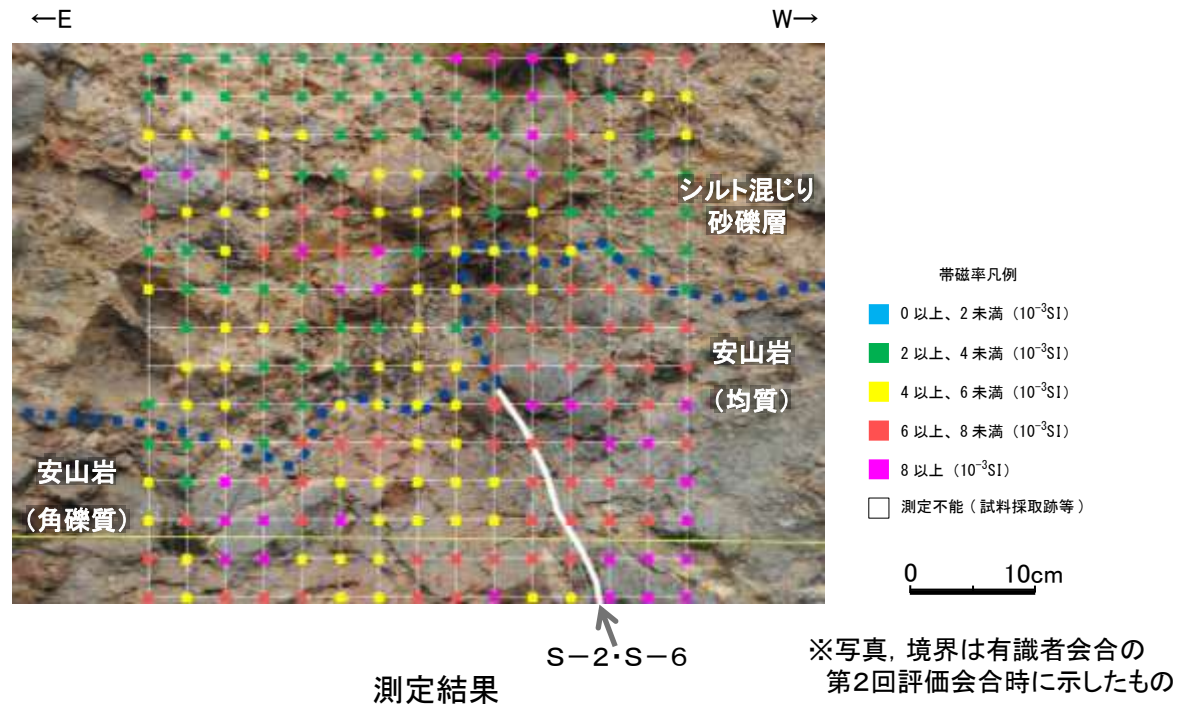 ←E
W→
シルト混じり
砂礫層
安山岩
（均質）
安山岩
（角礫質）
帯磁率凡例
0 以上、2 未満（10⁻³SI）
2 以上、4 未満（10⁻³SI）
4 以上、6 未満（10⁻³SI）
6 以上、8 未満（10⁻³SI）
8 以上（10⁻³SI）
測定不能（試料採取跡等）
0 10cm
S－2・S－6
測定結果
※写真，境界は有識者会合の
第２回評価会合時に示したもの